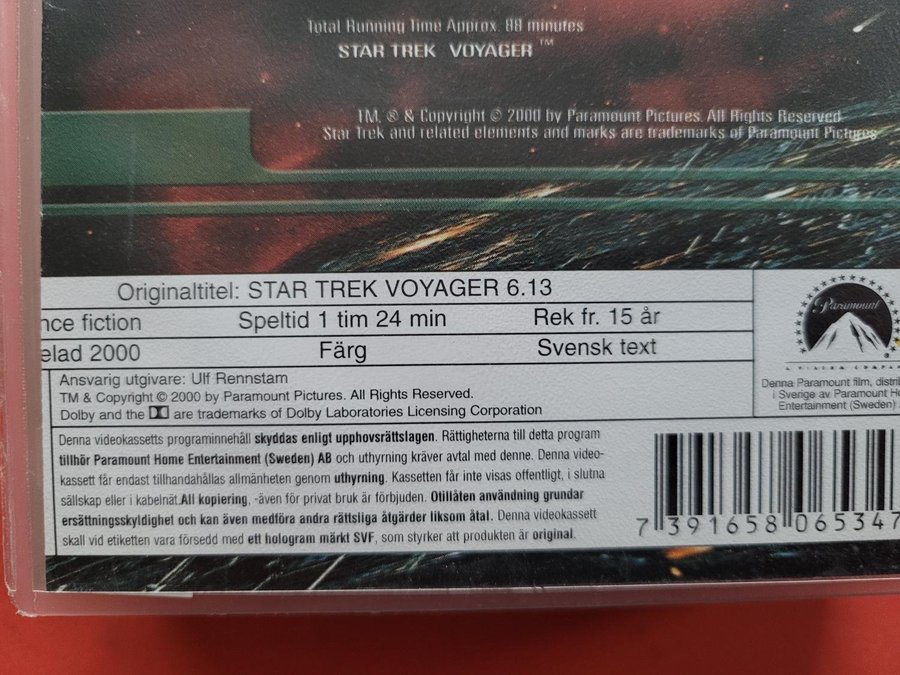 Total Running Time Approx. 88 minutes
STAR TREK VOYAGER ™
TM, ® & Copyright © 2000 by Paramount Pictures. All Rights Reserved
Star Trek and related elements and marks are trademarks of Paramount Pictures
Originaltitel: STAR TREK VOYAGER 6.13
nce fiction Speltid 1 tim 24 min Rek fr. 15 år
elad 2000 Färg Svensk text
Paramount
A VIACOM COMPAN
Denna Paramount film, distrib
i Sverige av Paramount Ho
Entertainment (Sweden)
Ansvarig utgivare: Ulf Rennstam
TM & Copyright © 2000 by Paramount Pictures. All Rights Reserved.
Dolby and the are trademarks of Dolby Laboratories Licensing Corporation
Denna videokassetts programinnehåll skyddas enligt upphovsrättslagen. Rättigheterna till detta program
tillhör Paramount Home Entertainment (Sweden) AB och uthyrning kräver avtal med denne. Denna video-
kassett får endast tillhandahållas allmänheten genom uthyrning. Kassetten får inte visas offentligt, i slutna
sällskap eller i kabelnät.All kopiering, -även för privat bruk är förbjuden. Otillåten användning grundar
ersättningsskyldighet och kan även medföra andra rättsliga åtgärder liksom åtal. Denna videokassett
skall vid etiketten vara försedd med ett hologram märkt SVF, som styrker att produkten är original.
7 391658 065347